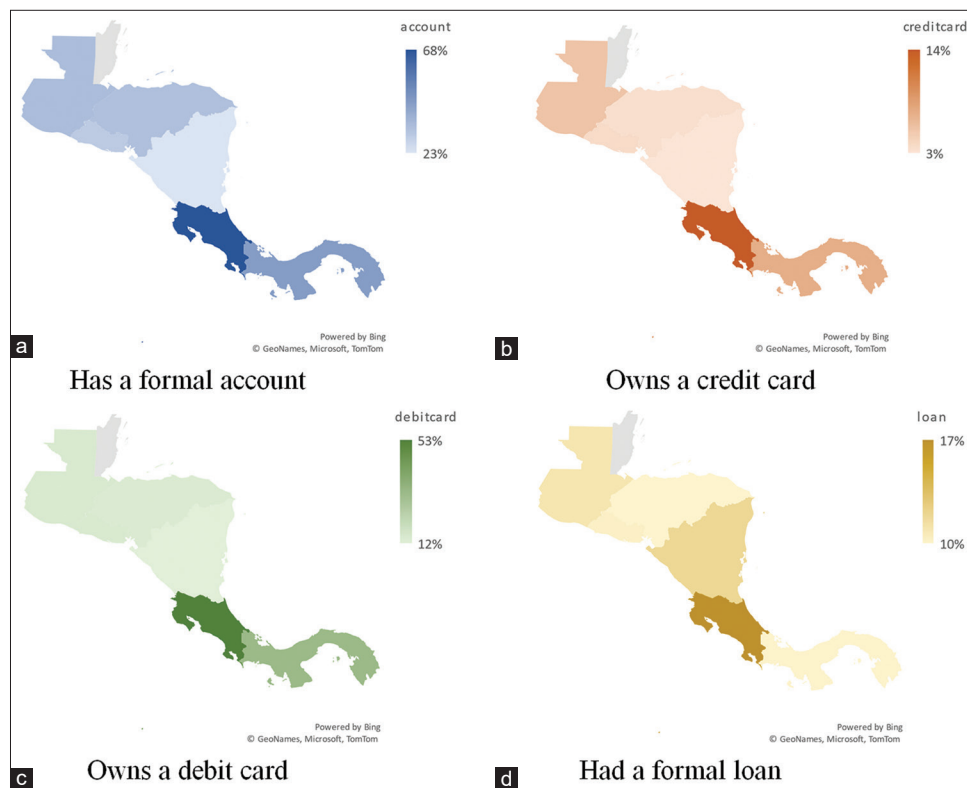 account
68%
23%
Powered by Bing
© GeoNames, Microsoft, TomTom
a
Has a formal account
creditcard
14%
3%
Powered by Bing
© GeoNames, Microsoft, TomTom
b
Owns a credit card
debitcard
53%
12%
Powered by Bing
© GeoNames, Microsoft, TomTom
c
Owns a debit card
loan
17%
10%
Powered by Bing
© GeoNames, Microsoft, TomTom
d
Had a formal loan